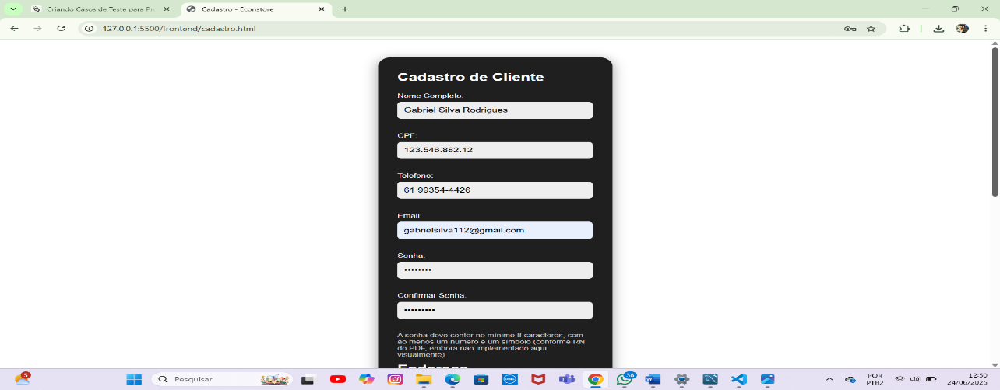 Criando Casos de Teste para Pr
Cadastro - Econstore
127.0.0.1:5500/frontend/cadastro.html
Cadastro de Cliente
Nome Completo:
Gabriel Silva Rodrigues
CPF:
123.546.882.12
Telefone:
61 99354-4426
Email:
gabrielsilva112@gmail.com
Senha:
••••••••
Confirmar Senha:
•••••••••
A senha deve conter no mínimo 8 caracteres, com
ao menos um número e um símbolo (conforme RN
do PDF, embora não implementado aqui
visualmente)
Endereço
5
Pesquisar
38
POR
PTB2
12:50
24/06/2025